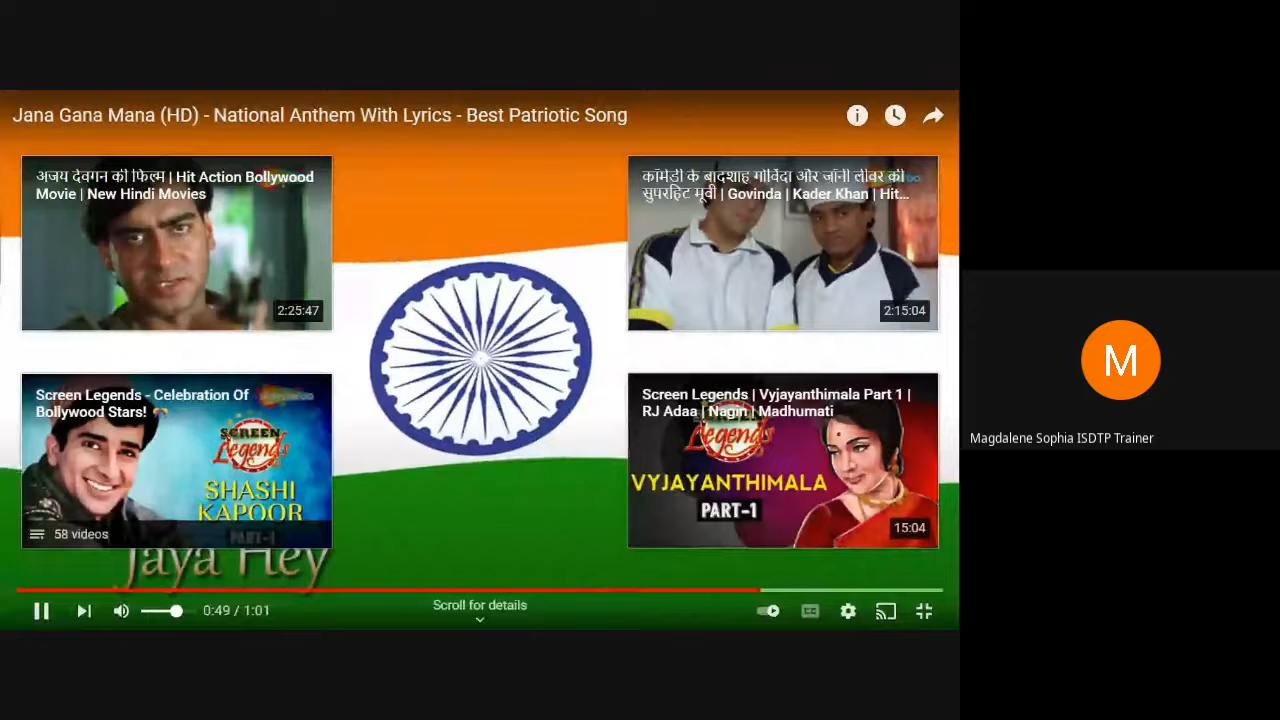 Jana Gana Mana (HD) - National Anthem With Lyrics - Best Patriotic Song
अजय देवगन की फिल्म | Hit Action Bollywood
Movie | New Hindi Movies
2:25:47
कॉमेडी के बादशाह गोविंदा और जॉनी लीवर की
सुपरहिट मूवी | Govinda | Kader Khan | Hit...
2:15:04
Screen Legends - Celebration Of
Bollywood Stars!
SCREEN
Legends
SHASHI
KAPOOR
PART-1
58 videos
Screen Legends | Vyjayanthimala Part 1 |
RJ Adaa | Nagin | Madhumati
Legends
VYJAYANTHIMALA
PART-1
15:04
Jaya Hey
0:49 / 1:01
Scroll for details
CC
M
Magdalene Sophia ISDTP Trainer